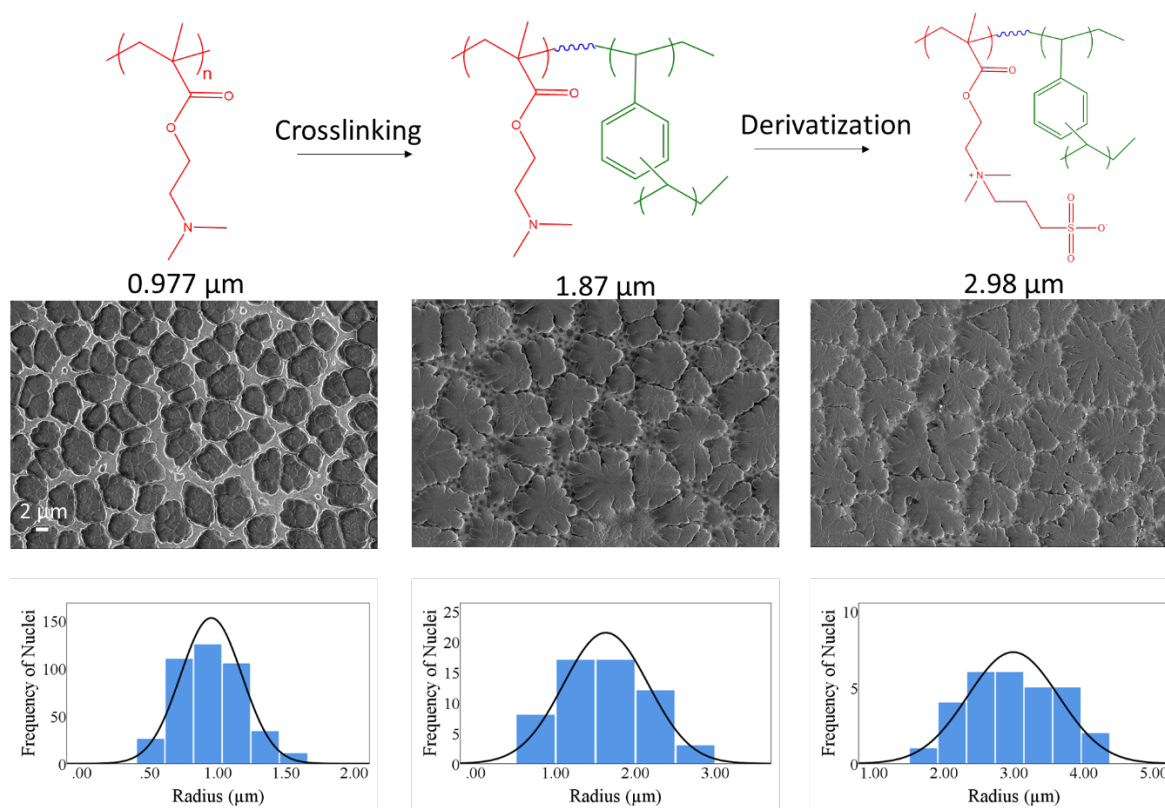 n
O
O
N
Crosslinking
O
O
N
Derivatization
O
O
N
+
O
S
O-
O
0.977 µm
1.87 µm
2.98 µm
2 µm
Frequency of Nuclei
150
100
50
0
.00 .50 1.00 1.50 2.00
Radius (µm)
Frequency of Nuclei
25
20
15
10
5
0
.00 1.00 2.00 3.00
Radius (µm)
Frequency of Nuclei
10
5
0
1.00 2.00 3.00 4.00 5.00
Radius (µm)